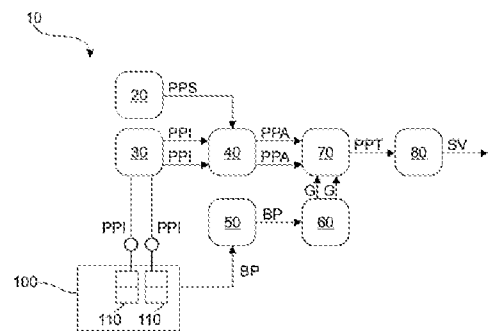 10
20 PPS
30 PPI PPI 40 PPA PPA 70 PPT 80 SV
G G
50 BP 60
PPI PPI
100 BP
110 110